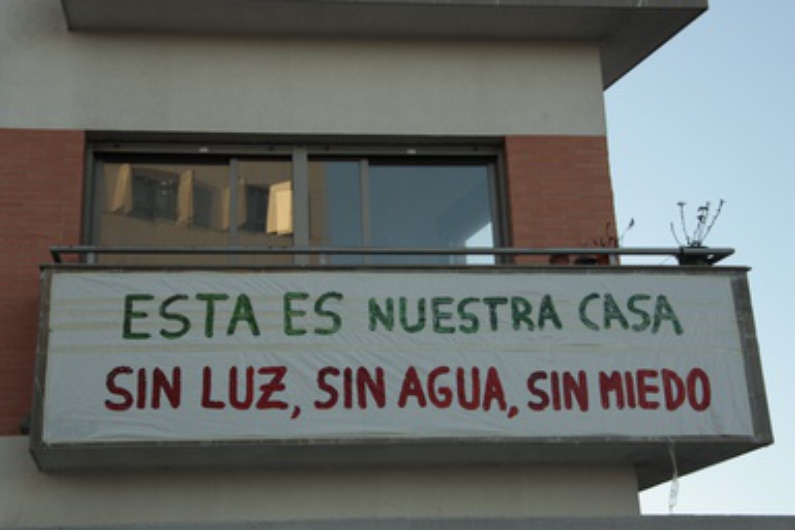 ESTA ES NUESTRA CASA
SIN LUZ, SIN AGUA, SIN MIEDO